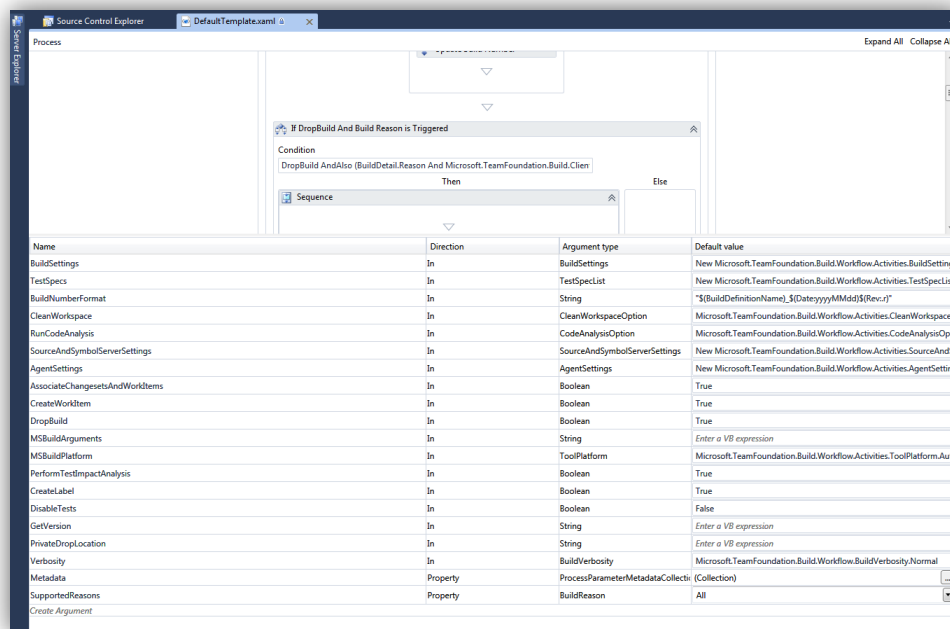 Source Control Explorer
DefaultTemplate.xaml
Server Explorer
Process
Expand All Collapse
If DropBuild And Build Reason is Triggered
Condition
DropBuild AndAlso (BuildDetail.Reason And Microsoft.TeamFoundation.Build.Clien
Then Else
Sequence
Name Direction Argument type Default value
BuildSettings In BuildSettings New Microsoft.TeamFoundation.Build.Workflow.Activities.BuildSettin
TestSpecs In TestSpecList New Microsoft.TeamFoundation.Build.Workflow.Activities.TestSpecLis
BuildNumberFormat In String "$(BuildDefinitionName)_$(Date:yyyyMMdd)$(Rev:.r)"
CleanWorkspace In CleanWorkspaceOption Microsoft.TeamFoundation.Build.Workflow.Activities.CleanWorkspace
RunCodeAnalysis In CodeAnalysisOption Microsoft.TeamFoundation.Build.Workflow.Activities.CodeAnalysisOp
SourceAndSymbolServerSettings In SourceAndSymbolServerSettings New Microsoft.TeamFoundation.Build.Workflow.Activities.SourceAnd
AgentSettings In AgentSettings New Microsoft.TeamFoundation.Build.Workflow.Activities.AgentSettin
AssociateChangesetsAndWorkItems In Boolean True
CreateWorkItem In Boolean True
DropBuild In Boolean True
MSBuildArguments In String Enter a VB expression
MSBuildPlatform In ToolPlatform Microsoft.TeamFoundation.Build.Workflow.Activities.ToolPlatform.Au
PerformTestImpactAnalysis In Boolean True
CreateLabel In Boolean True
DisableTests In Boolean False
GetVersion In String Enter a VB expression
PrivateDropLocation In String Enter a VB expression
Verbosity In BuildVerbosity Microsoft.TeamFoundation.Build.Workflow.BuildVerbosity.Normal
Metadata Property ProcessParameterMetadataCollecti (Collection) ...
SupportedReasons Property BuildReason All
Create Argument